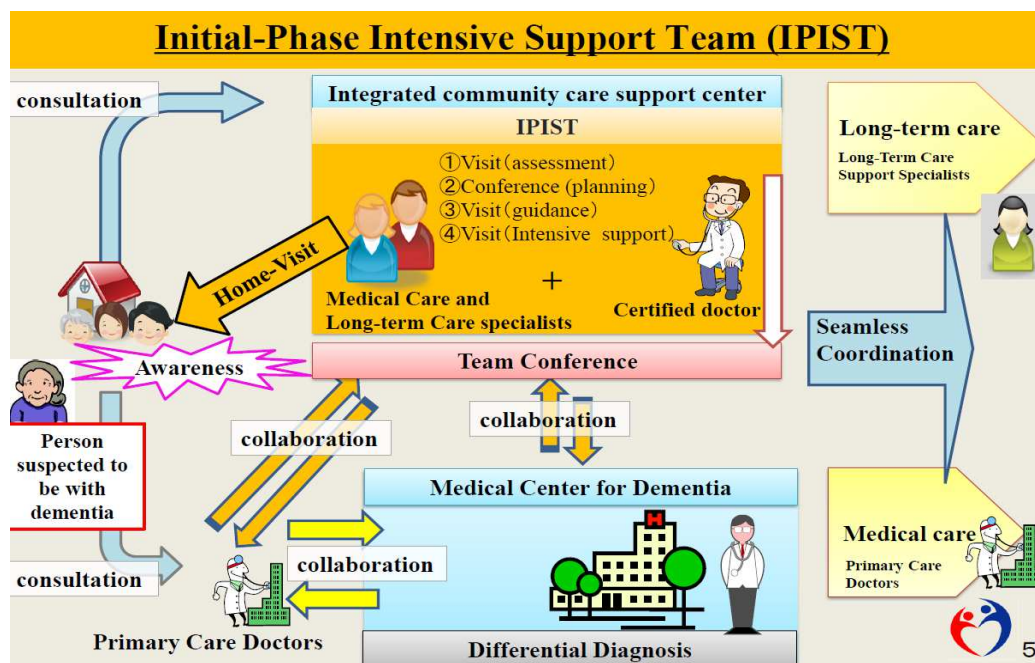 Initial-Phase Intensive Support Team (IPIST)
consultation
Integrated community care support center
IPIST
①Visit(assessment)
②Conference (planning)
③Visit(guidance)
④Visit(Intensive support)
Home-Visit
Medical Care and
Long-term Care specialists
+
Certified doctor
Team Conference
Awareness
Person
suspected to
be with
dementia
consultation
collaboration
collaboration
collaboration
Primary Care Doctors
Medical Center for Dementia
H
Differential Diagnosis
Long-term care
Long-Term Care
Support Specialists
Seamless
Coordination
Medical care
Primary Care
Doctors
5